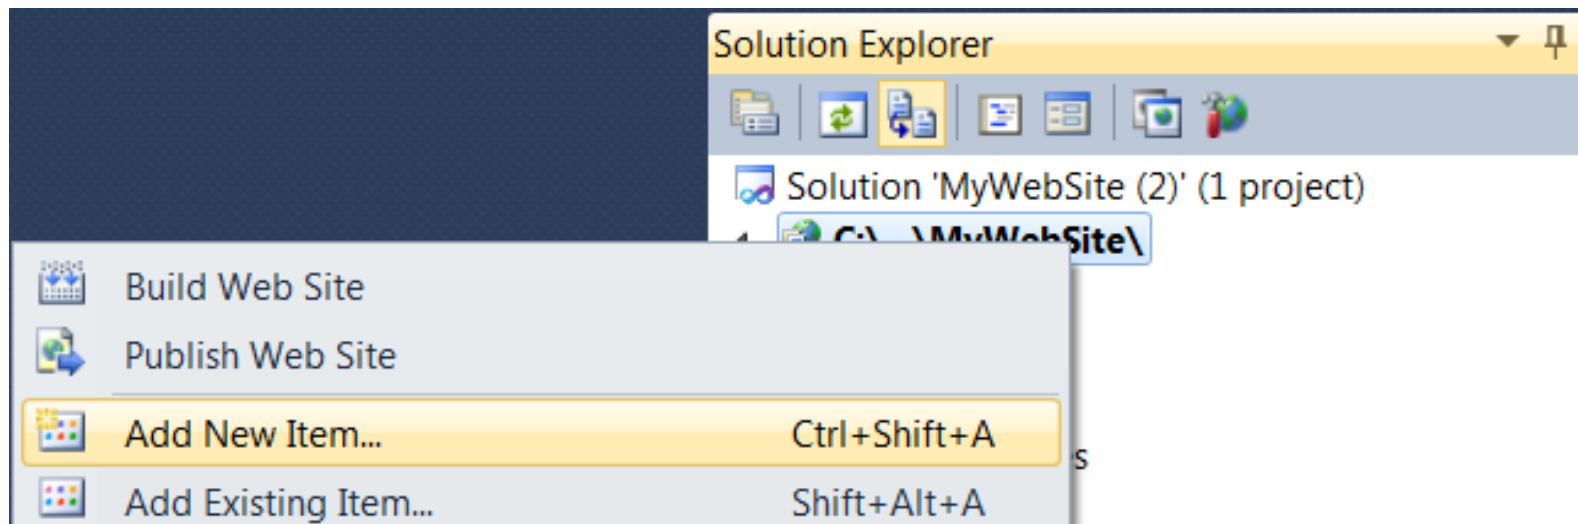 Solution Explorer
Solution 'MyWebSite (2)' (1 project)
C:\...\MyWebSite\
Build Web Site
Publish Web Site
Add New Item... Ctrl+Shift+A
Add Existing Item... Shift+Alt+A